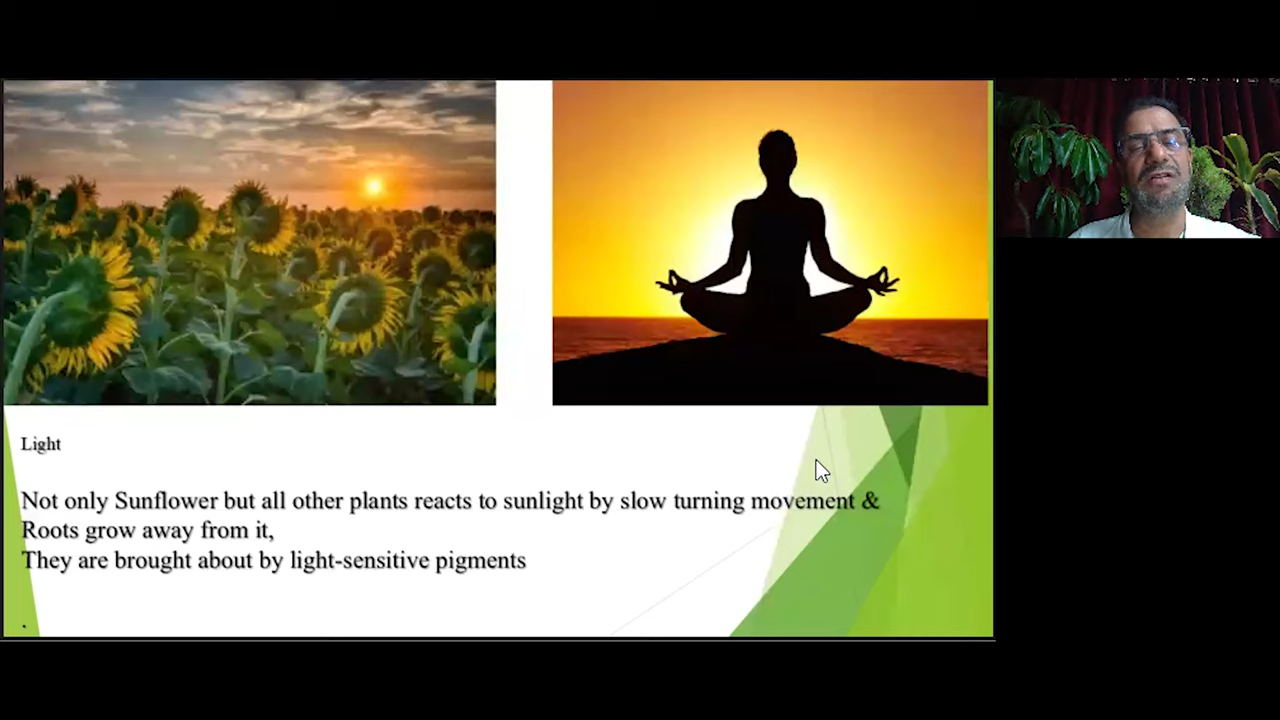 Light
Not only Sunflower but all other plants reacts to sunlight by slow turning movement &
Roots grow away from it,
They are brought about by light-sensitive pigments
.